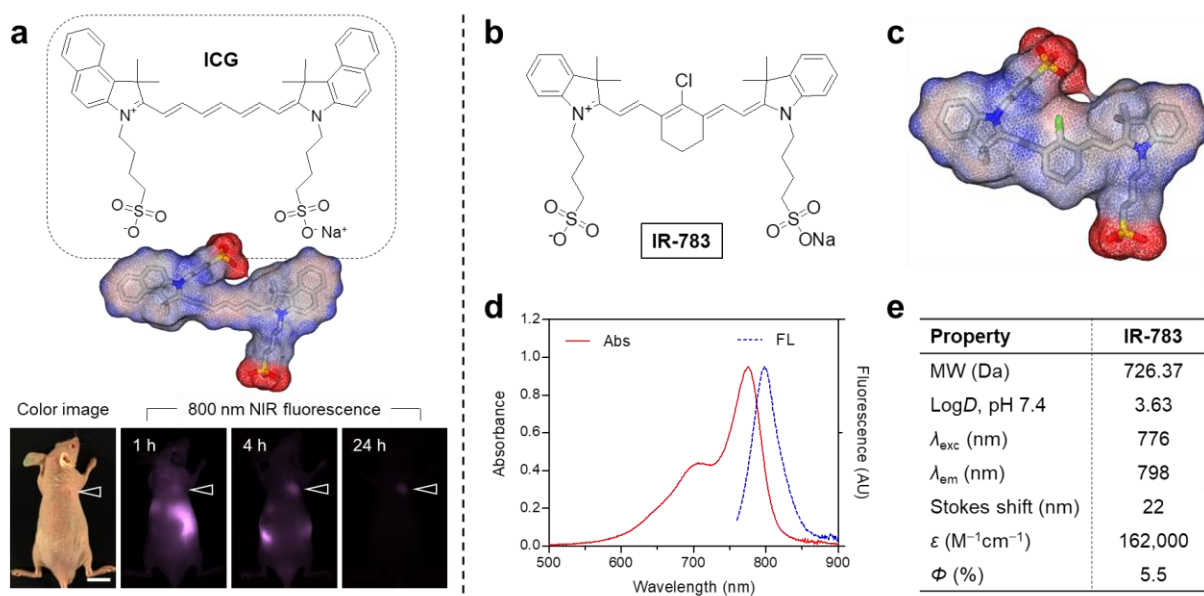 a
ICG
N⁺
N
O
S
O
O⁻
O
S
O
O⁻ Na⁺
Color image
800 nm NIR fluorescence
1 h
4 h
24 h
b
Cl
N⁺
N
O
S
O
⁻O
O
S
O
ONa
IR-783
c
d
Abs
FL
1.2
1.0
0.8
0.6
0.4
0.2
0.0
500
600
700
800
900
Absorbance
Fluorescence (AU)
Wavelength (nm)
e
Property IR-783
MW (Da) 726.37
LogD, pH 7.4 3.63
λexc (nm) 776
λem (nm) 798
Stokes shift (nm) 22
ε (M⁻¹cm⁻¹) 162,000
Φ (%) 5.5